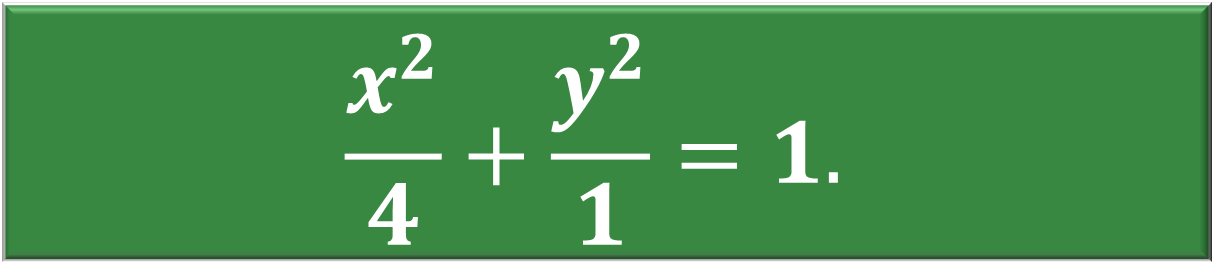 x²/4 + y²/1 = 1.